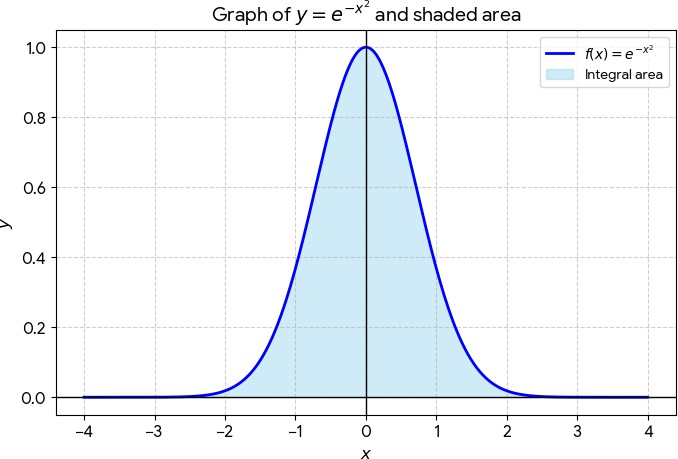 Graph of y = e^{-x^2} and shaded area
f(x) = e^{-x^2}
Integral area
1.0
0.8
0.6
0.4
0.2
0.0
y
−4 −3 −2 −1 0 1 2 3 4
x